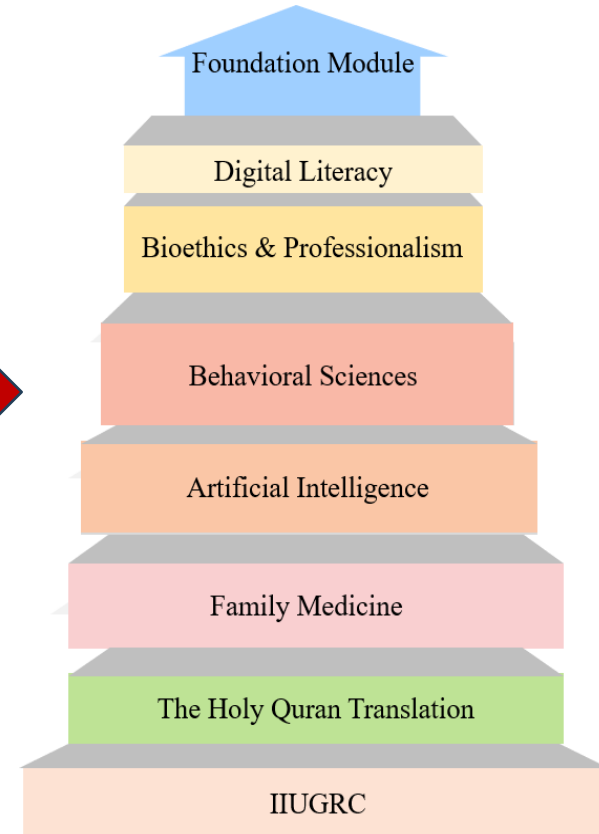 Foundation Module
Digital Literacy
Bioethics & Professionalism
Behavioral Sciences
Artificial Intelligence
Family Medicine
The Holy Quran Translation
IIUGRC